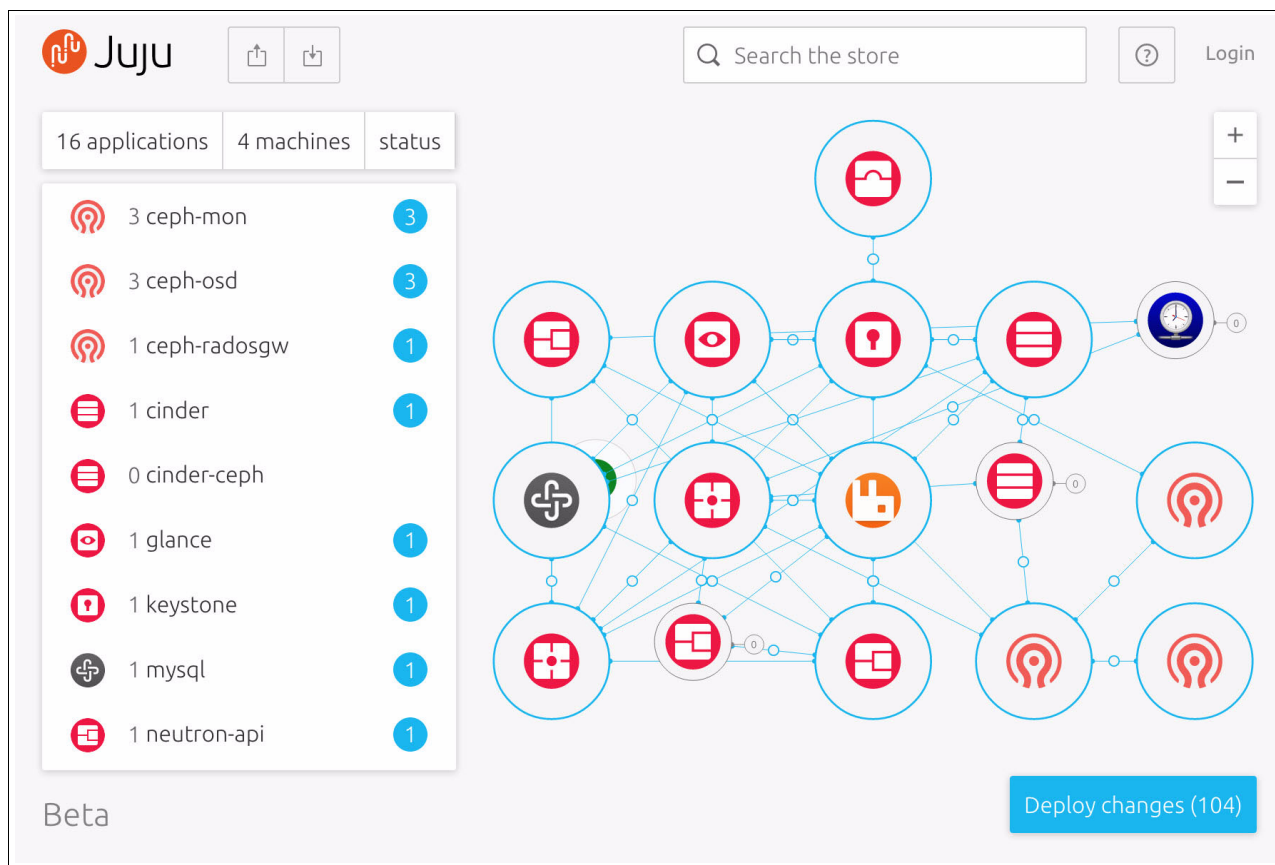 Juju
Search the store
?
Login
16 applications
4 machines
status
+
−
3 ceph-mon
3
3 ceph-osd
3
1 ceph-radosgw
1
1 cinder
1
0 cinder-ceph
1 glance
1
1 keystone
1
1 mysql
1
1 neutron-api
1
0
0
0
Beta
Deploy changes (104)